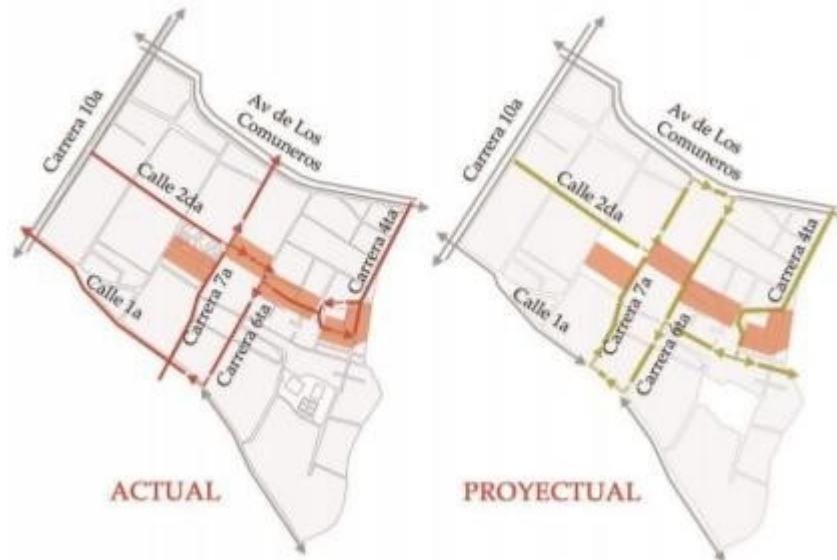 Carrera 10a
Av de Los
Comuneros
Calle 2da
Carrera 4ta
Calle 1a
Carrera 7a
Carrera 6ta
ACTUAL
Carrera 10a
Av de Los
Comuneros
Calle 2da
Carrera 4ta
Calle 1a
Carrera 7a
Carrera 6ta
PROYECTUAL